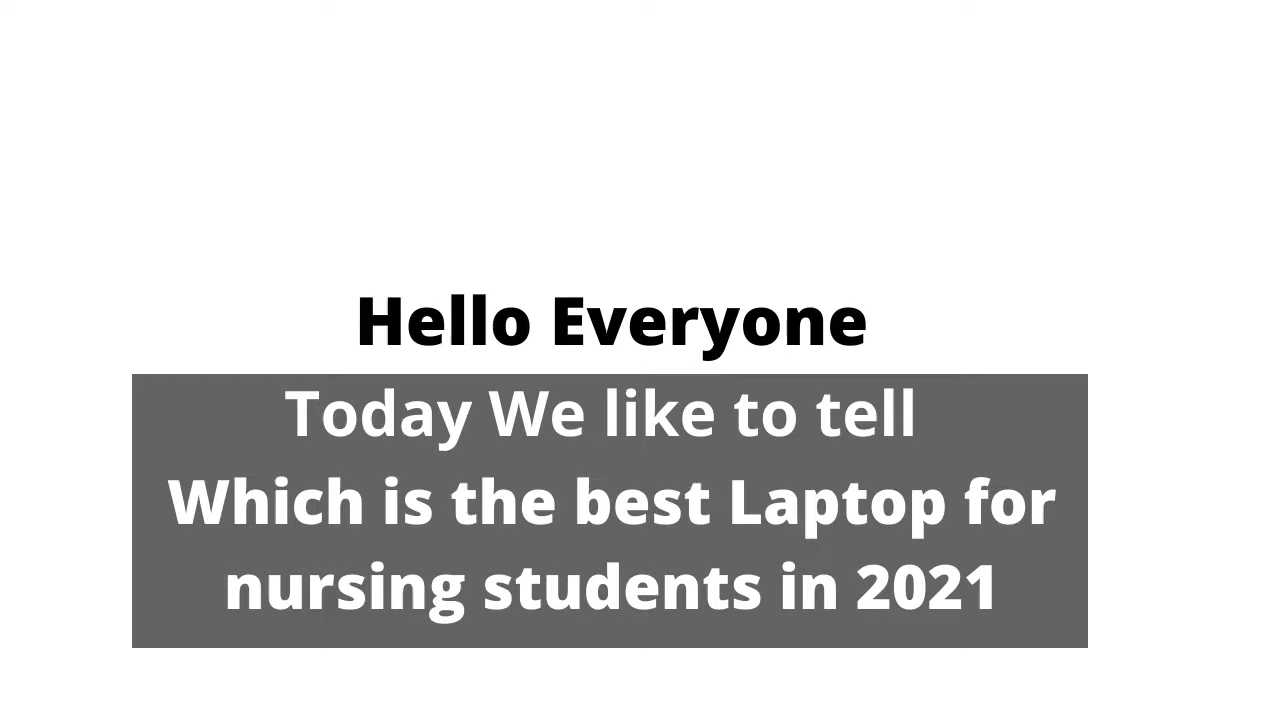 Hello Everyone
Today We like to tell
Which is the best Laptop for
nursing students in 2021